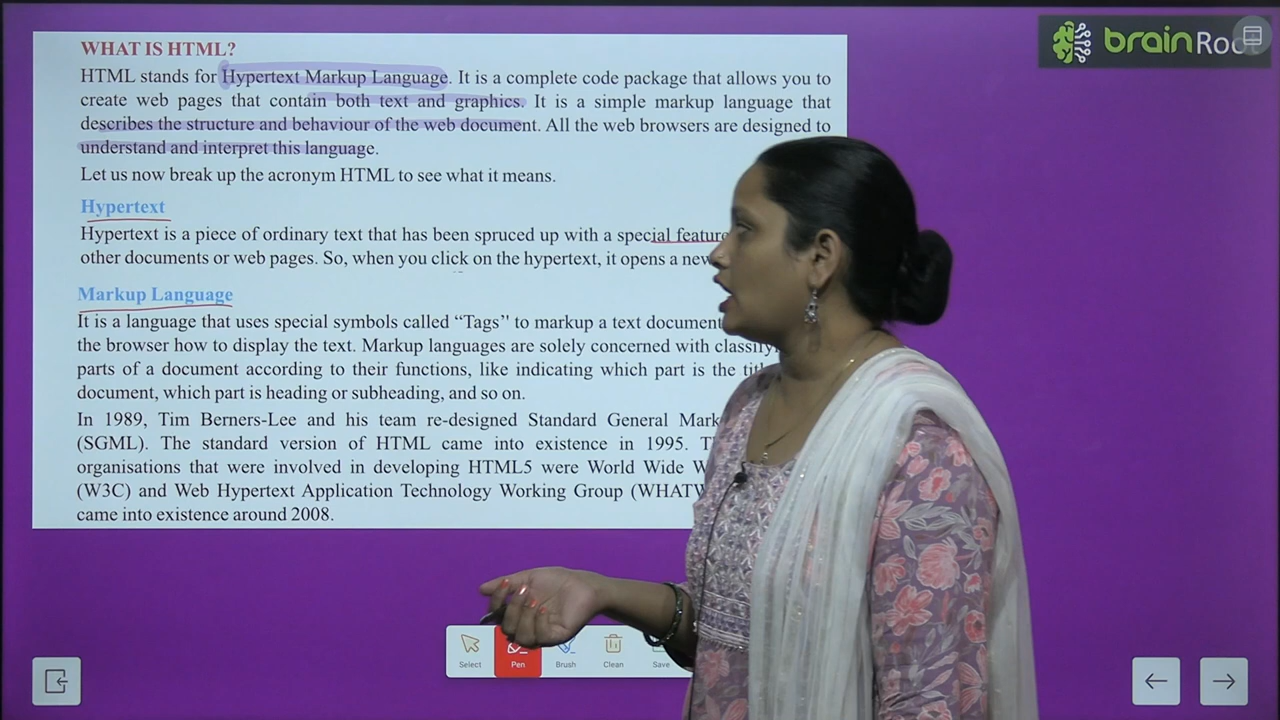 WHAT IS HTML?
HTML stands for Hypertext Markup Language. It is a complete code package that allows you to
create web pages that contain both text and graphics. It is a simple markup language that
describes the structure and behaviour of the web document. All the web browsers are designed to
understand and interpret this language.
Let us now break up the acronym HTML to see what it means.
Hypertext
Hypertext is a piece of ordinary text that has been spruced up with a special feature
other documents or web pages. So, when you click on the hypertext, it opens a new
Markup Language
It is a language that uses special symbols called “Tags” to markup a text document
the browser how to display the text. Markup languages are solely concerned with
parts of a document according to their functions, like indicating which part is the
document, which part is heading or subheading, and so on.
In 1989, Tim Berners-Lee and his team re-designed Standard General
(SGML). The standard version of HTML came into existence in 1995.
organisations that were involved in developing HTML5 were World Wide
(W3C) and Web Hypertext Application Technology Working Group
came into existence around 2008.
brain
Select Pen Brush Clean Save